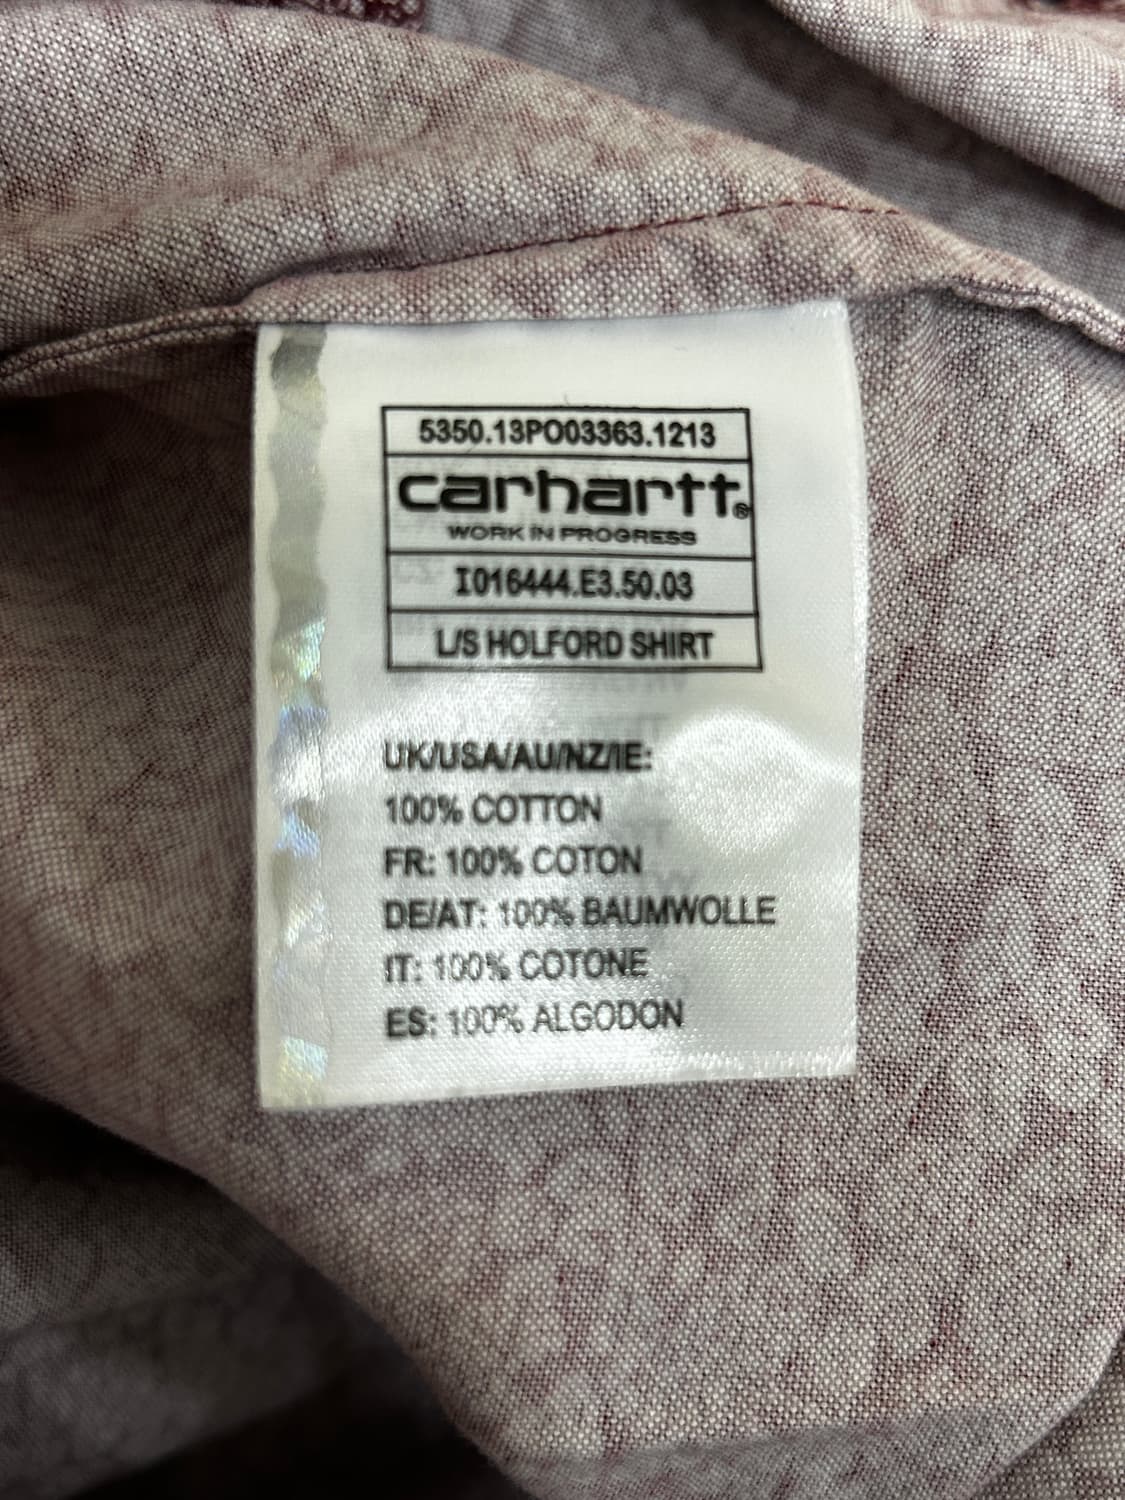 5350.13PO03363.1213
carhartt®
WORK IN PROGRESS
I016444.E3.50.03
L/S HOLFORD SHIRT
UK/USA/AU/NZ/IE:
100% COTTON
FR: 100% COTON
DE/AT: 100% BAUMWOLLE
IT: 100% COTONE
ES: 100% ALGODON